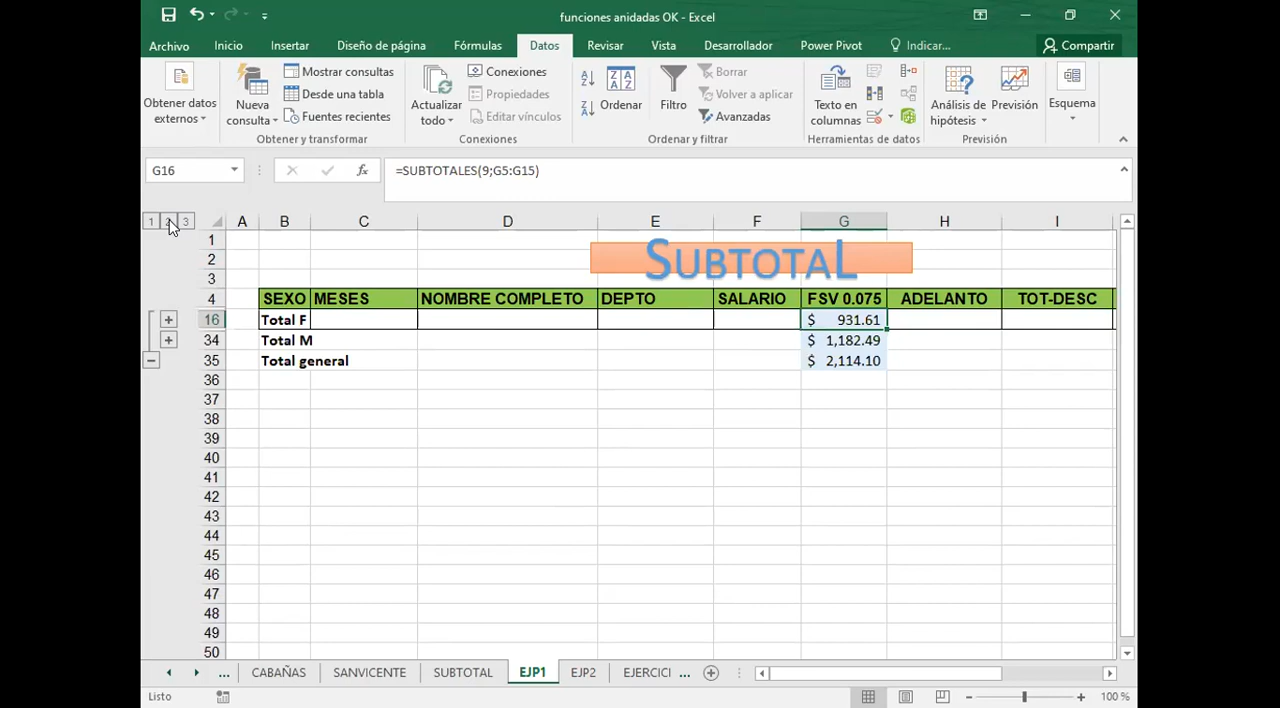 funciones anidadas OK - Excel
Archivo Inicio Insertar Diseño de página Fórmulas Datos Revisar Vista Desarrollador Power Pivot Indicar... Compartir
Obtener datos externos
Nueva consulta
Mostrar consultas
Desde una tabla
Fuentes recientes
Obtener y transformar
Actualizar todo
Conexiones
Propiedades
Editar vínculos
Conexiones
Ordenar
Filtro
Borrar
Volver a aplicar
Avanzadas
Ordenar y filtrar
Texto en columnas
Herramientas de datos
Análisis de hipótesis
Previsión
Previsión
Esquema
G16 fx =SUBTOTALES(9;G5:G15)
1 2 3 A B C D E F G H I
1
2 SUBTOTAL
3
4 SEXO MESES NOMBRE COMPLETO DEPTO SALARIO FSV 0.075 ADELANTO TOT-DESC
16 Total F $ 931.61
34 Total M $ 1,182.49
35 Total general $ 2,114.10
36
37
38
39
40
41
42
43
44
45
46
47
48
49
50
... CABAÑAS SANVICENTE SUBTOTAL EJP1 EJP2 EJERCICI ...
Listo 100 %